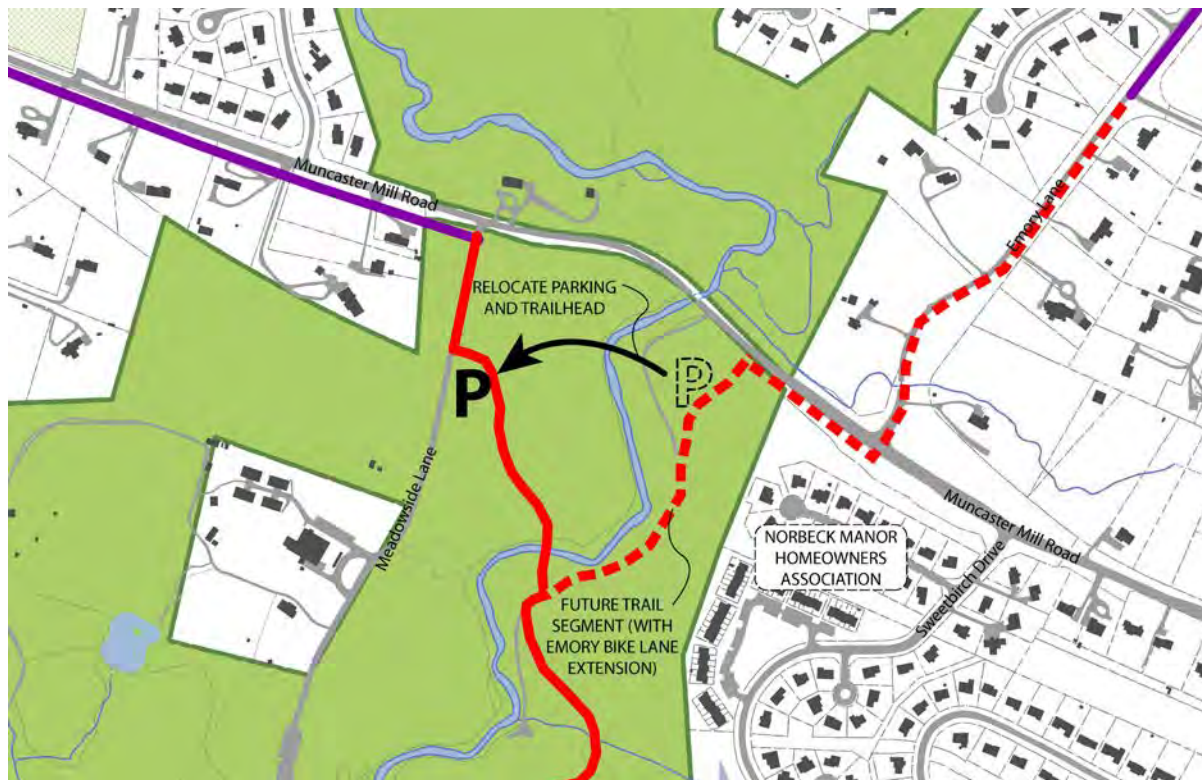 Muncaster Mill Road
Emory Lane
RELOCATE PARKING
AND TRAILHEAD
P
P
Meadowside Lane
Muncaster Mill Road
NORBECK MANOR
HOMEOWNERS
ASSOCIATION
Sweetbirch Drive
FUTURE TRAIL
SEGMENT (WITH
EMORY BIKE LANE
EXTENSION)